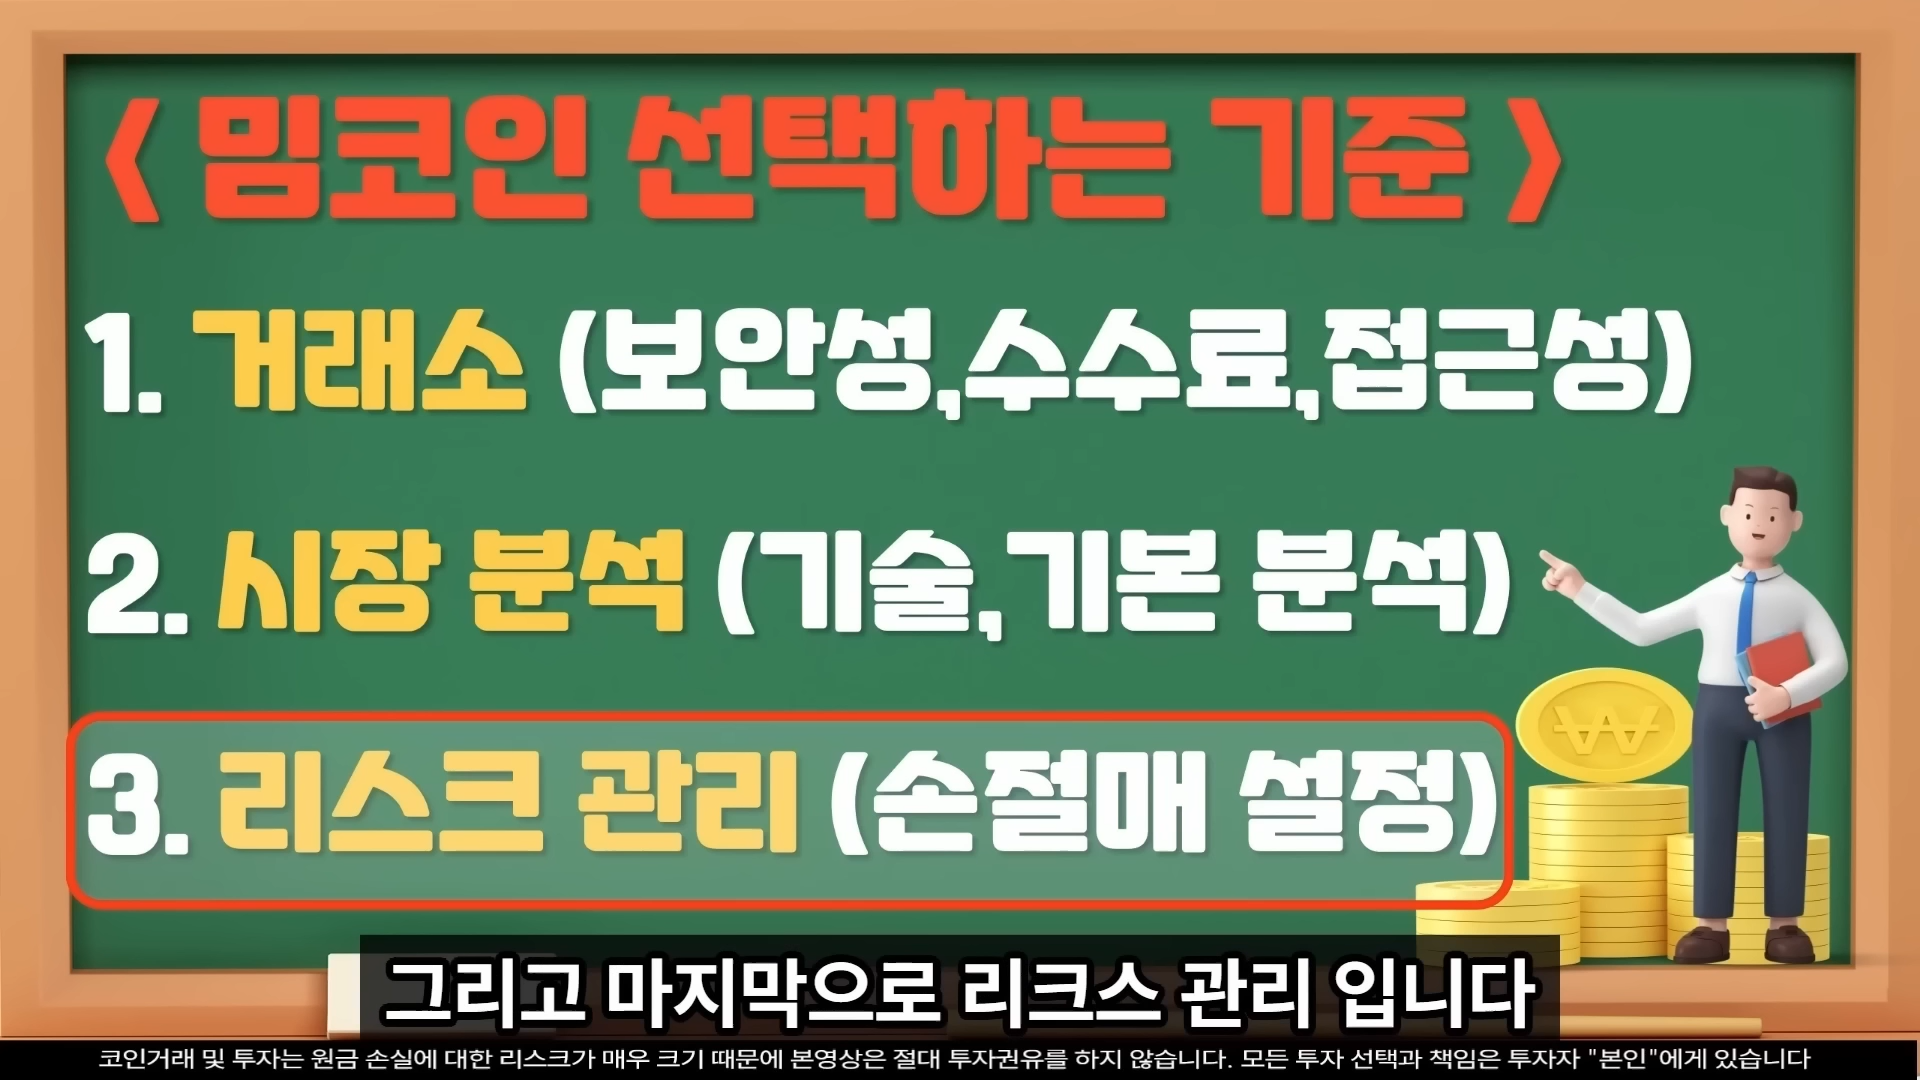 < 밈코인 선택하는 기준 >
1. 거래소 (보안성,수수료,접근성)
2. 시장 분석 (기술,기본 분석)
3. 리스크 관리 (손절매 설정)
그리고 마지막으로 리크스 관리 입니다
코인거래 및 투자는 원금 손실에 대한 리스크가 매우 크기 때문에 본영상은 절대 투자권유를 하지 않습니다. 모든 투자 선택과 책임은 투자자 "본인"에게 있습니다